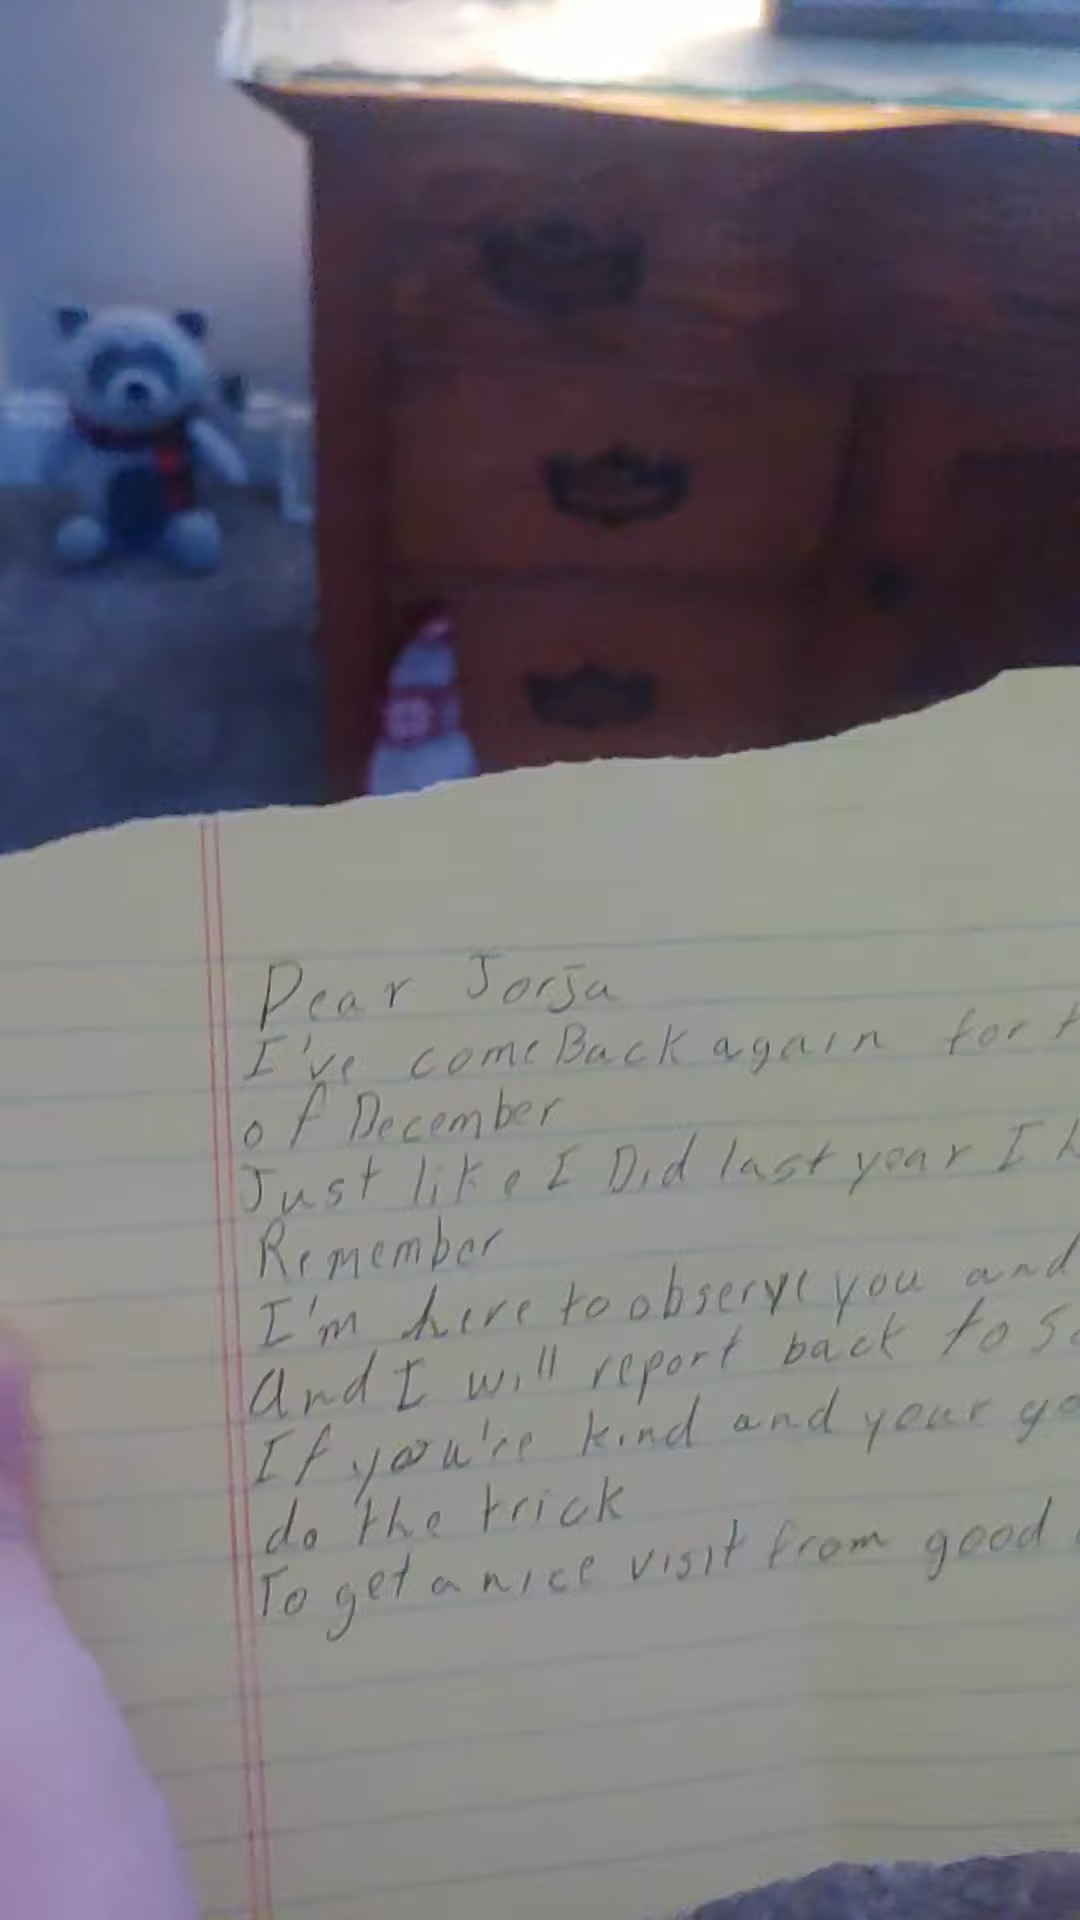 Dear Jorja
I've come Back again for
of December
Just like I Did last year I
Remember
I'm here to observe you and
And I will report back to
If you're kind and your
do the trick
To get a nice visit from good